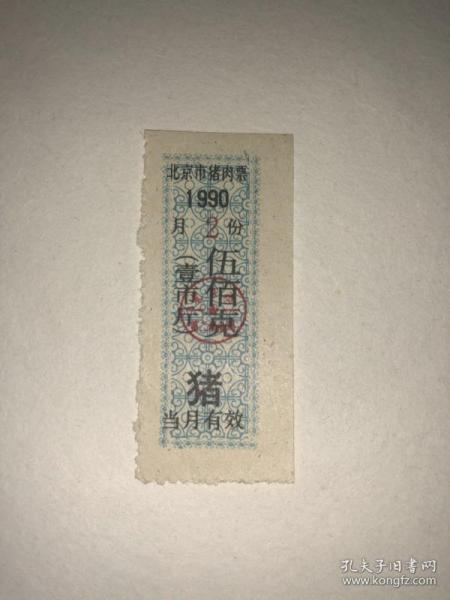 北京市猪肉票
1990
月2份
伍佰克
(壹市斤)
猪
当月有效
孔夫子旧书网
www.kongfz.com